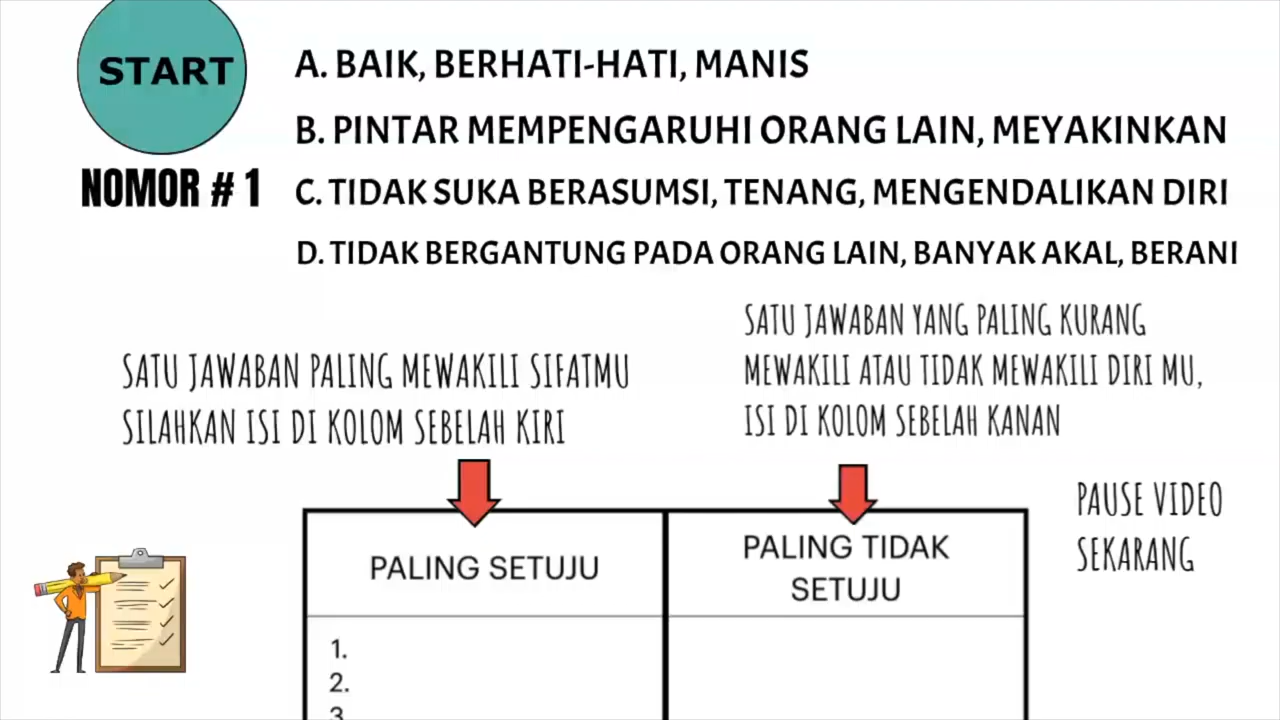 START
NOMOR # 1
A. BAIK, BERHATI-HATI, MANIS
B. PINTAR MEMPENGARUHI ORANG LAIN, MEYAKINKAN
C. TIDAK SUKA BERASUMSI, TENANG, MENGENDALIKAN DIRI
D. TIDAK BERGANTUNG PADA ORANG LAIN, BANYAK AKAL, BERANI
SATU JAWABAN PALING MEWAKILI SIFATMU
SILAHKAN ISI DI KOLOM SEBELAH KIRI
SATU JAWABAN YANG PALING KURANG
MEWAKILI ATAU TIDAK MEWAKILI DIRI MU,
ISI DI KOLOM SEBELAH KANAN
PAUSE VIDEO
SEKARANG
PALING SETUJU
PALING TIDAK
SETUJU
1.
2.
3